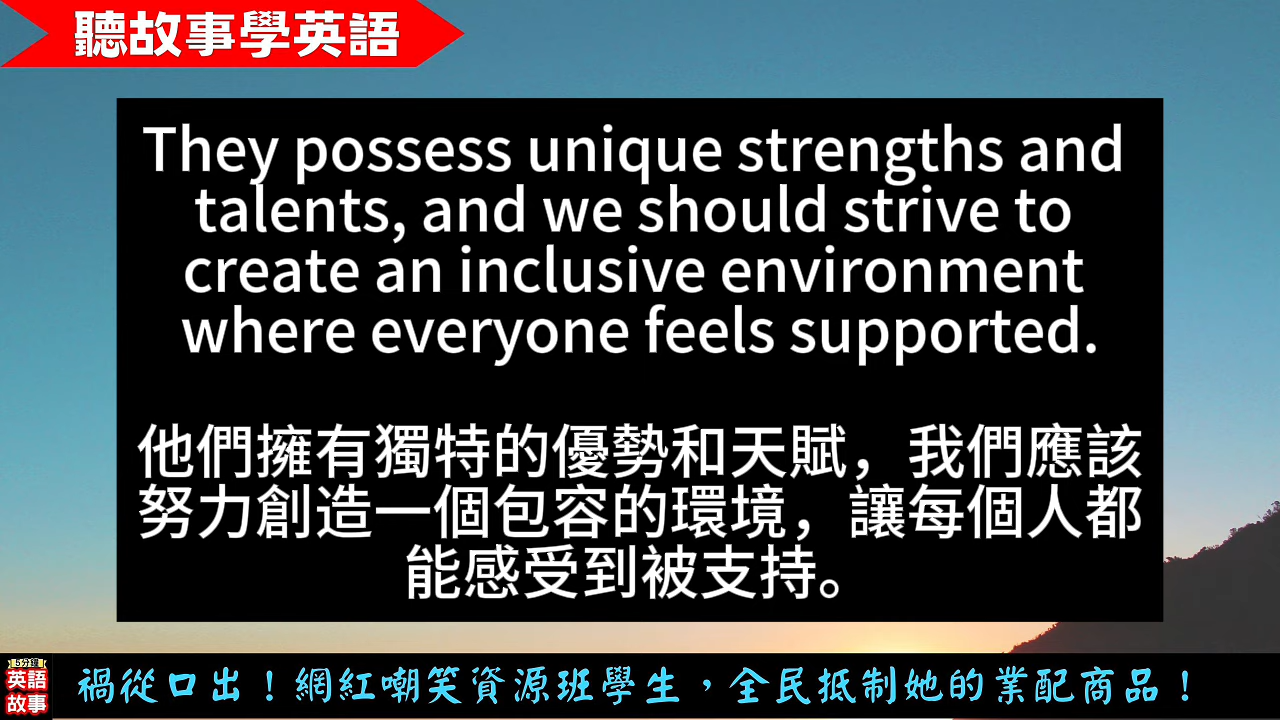 聽故事學英語
They possess unique strengths and
talents, and we should strive to
create an inclusive environment
where everyone feels supported.
他們擁有獨特的優勢和天賦，我們應該
努力創造一個包容的環境，讓每個人都
能感受到被支持。
5分鐘
英語
故事
禍從口出！網紅嘲笑資源班學生，全民抵制她的業配商品！